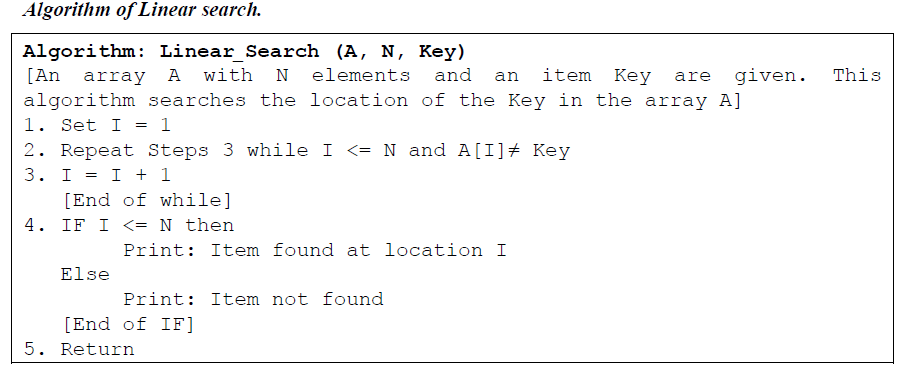 Algorithm of Linear search.
Algorithm: Linear_Search (A, N, Key)
[An array A with N elements and an item Key are given. This
algorithm searches the location of the Key in the array A]
1. Set I = 1
2. Repeat Steps 3 while I <= N and A[I]≠ Key
3. I = I + 1
[End of while]
4. IF I <= N then
Print: Item found at location I
Else
Print: Item not found
[End of IF]
5. Return